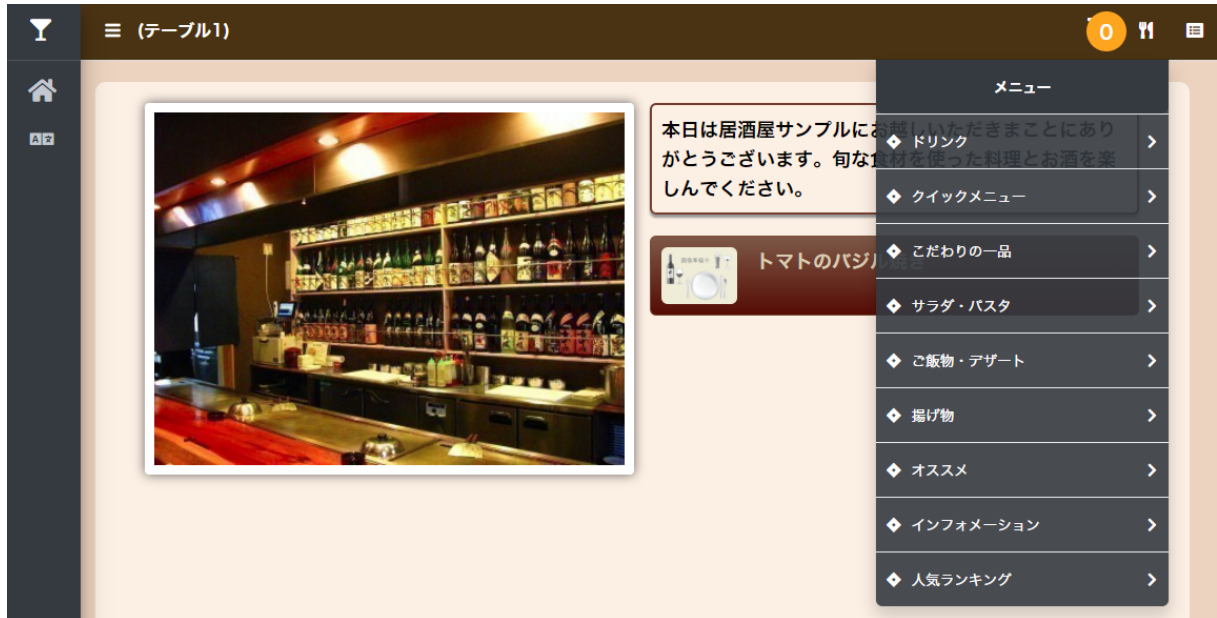 (テーブル1)
0
本日は居酒屋サンプルにお越しいただきまことにあり
がとうございます。旬な食材を使った料理とお酒を楽
しんでください。
トマトのバジル焼き
メニュー
ドリンク
クイックメニュー
こだわりの一品
サラダ・パスタ
ご飯物・デザート
揚げ物
オススメ
インフォメーション
人気ランキング
A 文